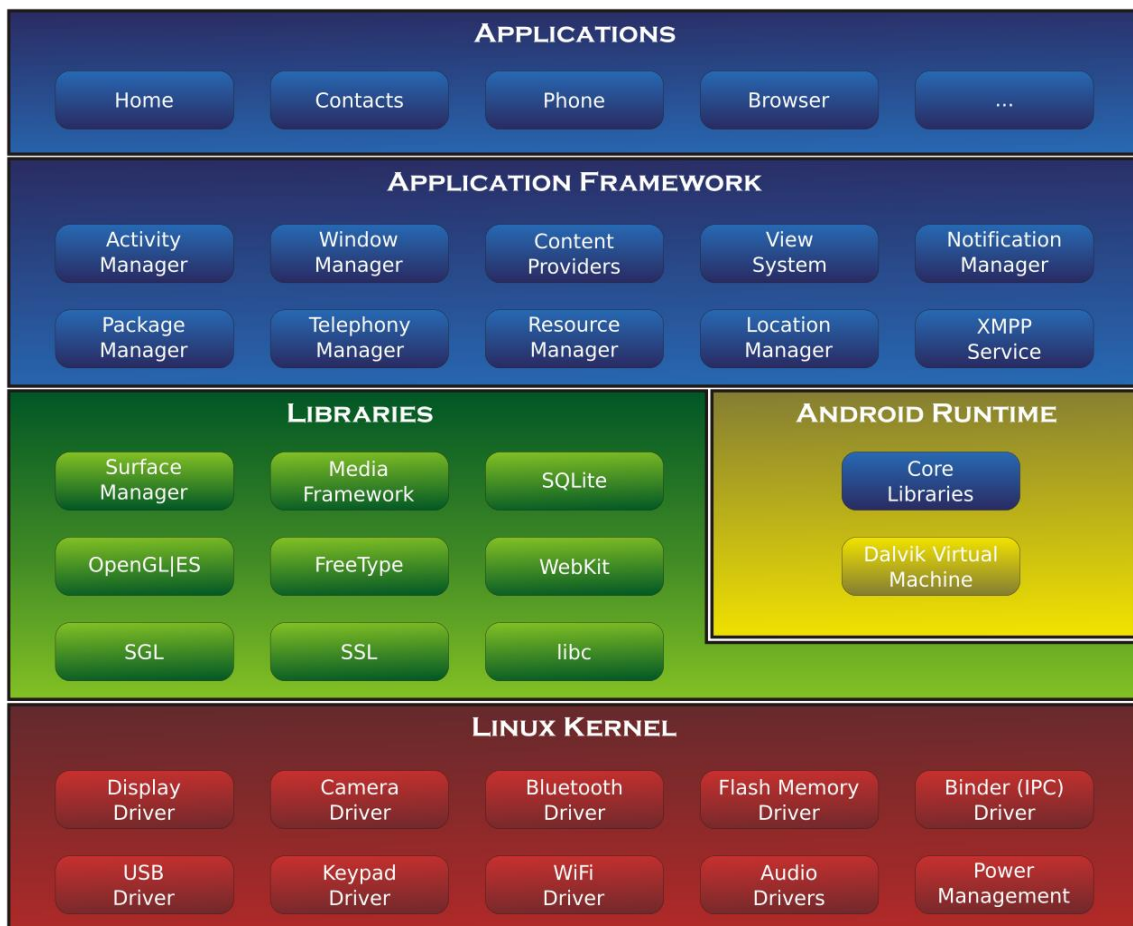 APPLICATIONS
Home
Contacts
Phone
Browser
...
APPLICATION FRAMEWORK
Activity
Manager
Window
Manager
Content
Providers
View
System
Notification
Manager
Package
Manager
Telephony
Manager
Resource
Manager
Location
Manager
XMPP
Service
LIBRARIES
Surface
Manager
Media
Framework
SQLite
OpenGL|ES
FreeType
WebKit
SGL
SSL
libc
ANDROID RUNTIME
Core
Libraries
Dalvik Virtual
Machine
LINUX KERNEL
Display
Driver
Camera
Driver
Bluetooth
Driver
Flash Memory
Driver
Binder (IPC)
Driver
USB
Driver
Keypad
Driver
WiFi
Driver
Audio
Drivers
Power
Management